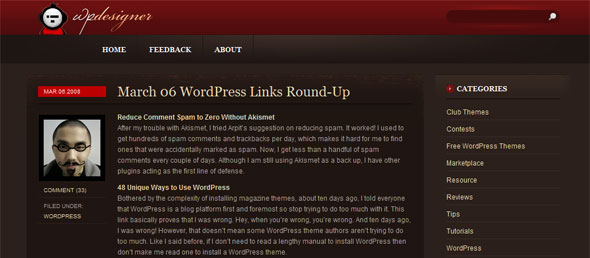 wpdesigner
HOME FEEDBACK ABOUT
MAR 06 2008
March 06 WordPress Links Round-Up
Reduce Comment Spam to Zero Without Akismet
After my trouble with Akismet, I tried Arpit's suggestion on reducing spam. It worked! I used to
get hundreds of spam comments and trackbacks per day, which makes it hard for me to find
ones that were accidentally marked as spam. Now, I get less than a handful of spam
comments every couple of days. Although I am still using Akismet as a back up, I have other
plugins acting as the first line of defense.
COMMENT (33)
FILED UNDER:
WORDPRESS
48 Unique Ways to Use WordPress
Bothered by the complexity of installing magazine themes, about ten days ago, I told everyone
that WordPress is a blog platform first and foremost so stop trying to do too much with it. This
link basically proves that I was wrong. Hey, when you're wrong, you're wrong. And ten days ago,
I was wrong! However, that doesn't mean some WordPress theme authors aren't trying to do
too much. Like I said before, if I don't need to read a lengthy manual to install WordPress then
don't make me read one to install a WordPress theme.
CATEGORIES
Club Themes
Contests
Free WordPress Themes
Marketplace
Resource
Reviews
Tips
Tutorials
WordPress